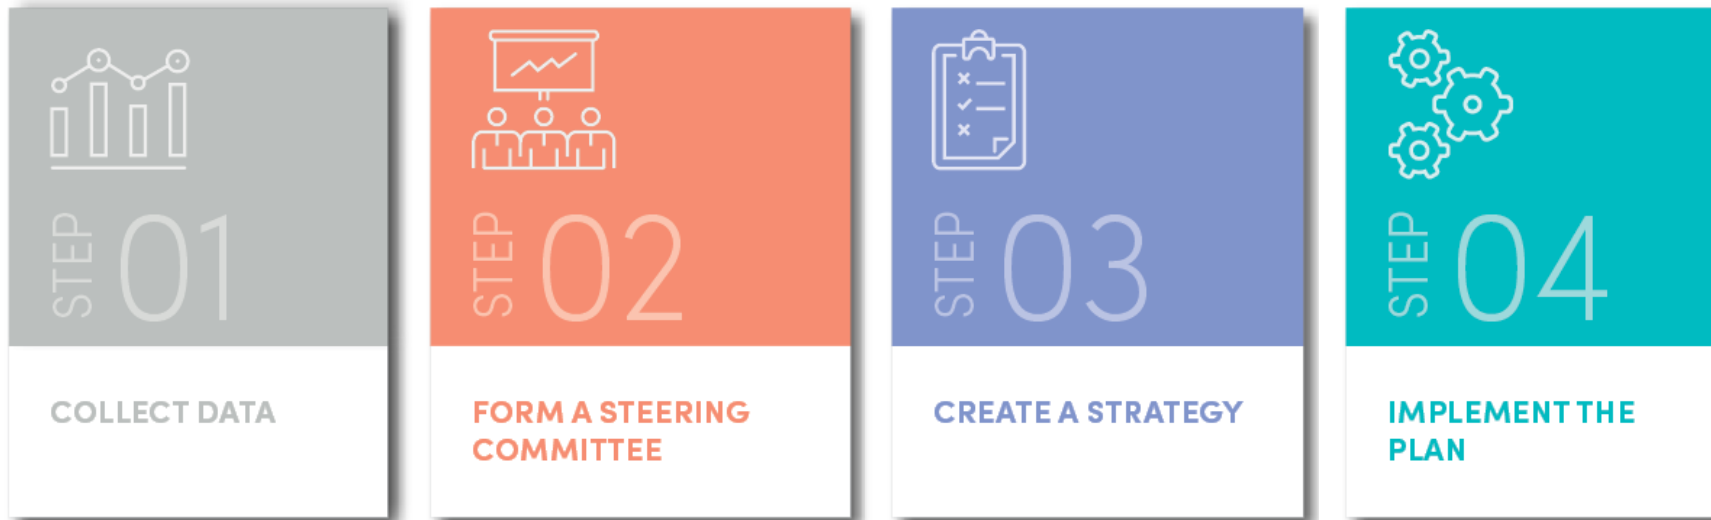 STEP 01
COLLECT DATA
STEP 02
FORM A STEERING
COMMITTEE
STEP 03
CREATE A STRATEGY
STEP 04
IMPLEMENT THE
PLAN